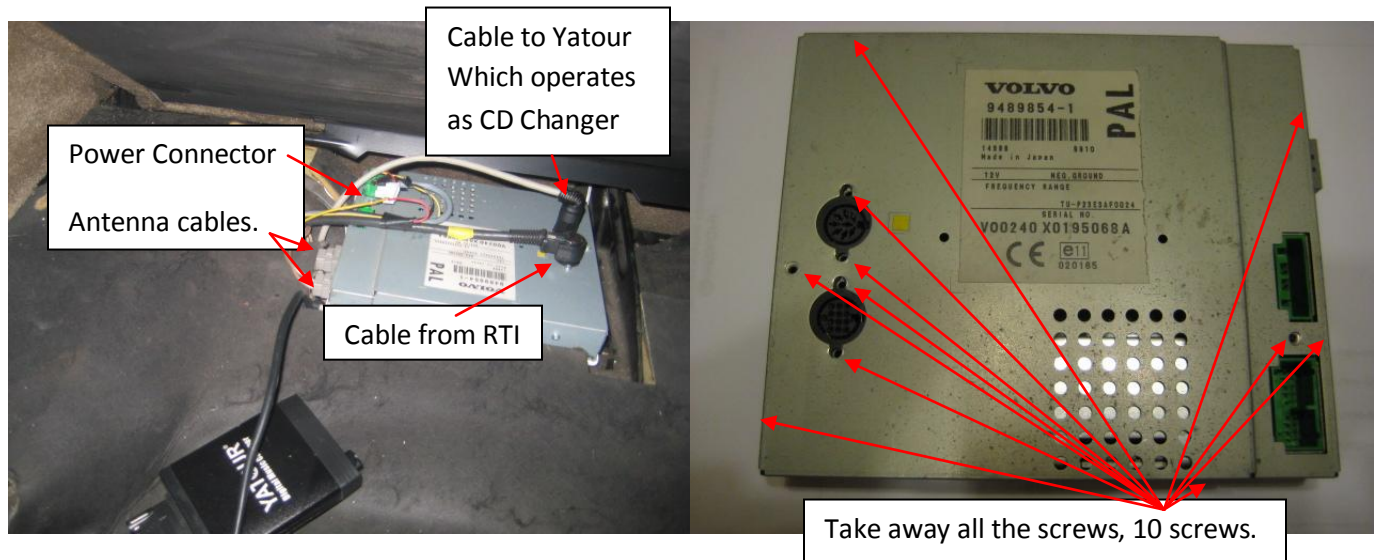 Cable to Yatour
Which operates
as CD Changer
Power Connector
Antenna cables.
Cable from RTI
PAL
VOLVO
YATOUR
VOLVO
9489854-1
PAL
Made in Japan
12V NEG.GROUND
FREQUENCY RANGE
SERIAL NO.
V00240 X0195068A
CE e11
020165
Take away all the screws, 10 screws.